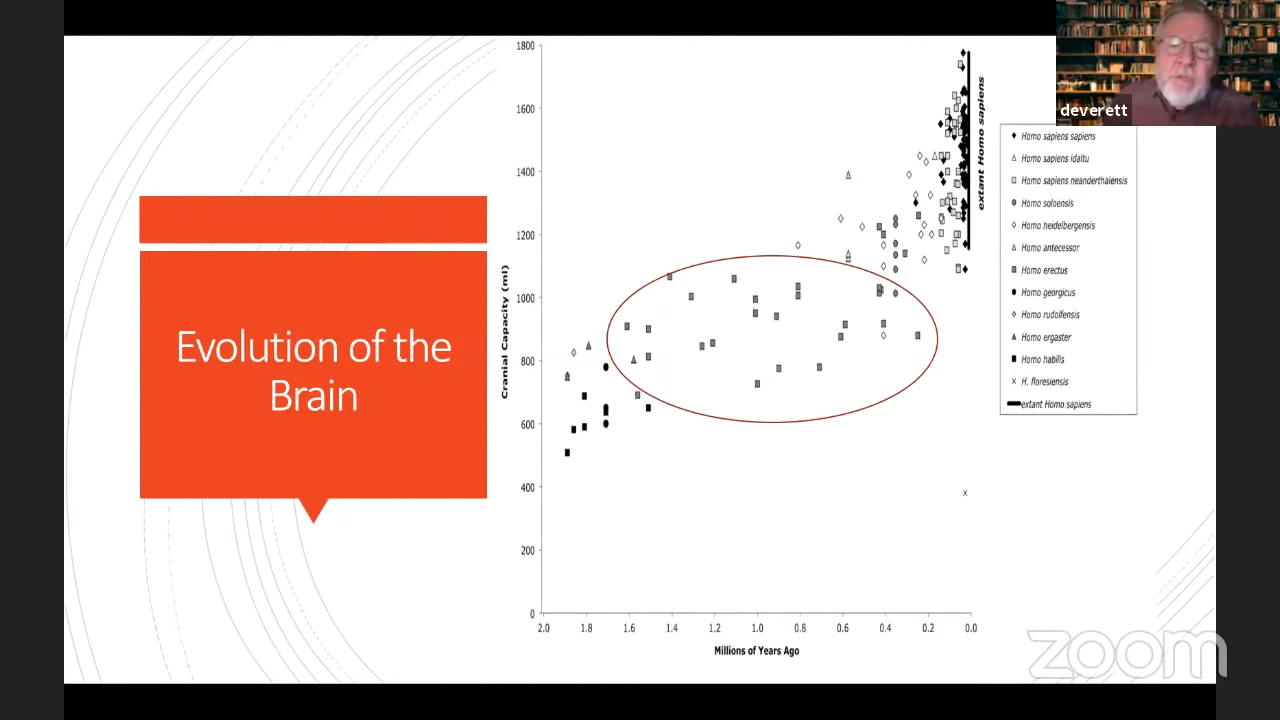 deverett
Evolution of the
Brain
Cranial Capacity (ml)
1800
1600
1400
1200
1000
800
600
400
200
0
2.0 1.8 1.6 1.4 1.2 1.0 0.8 0.6 0.4 0.2 0.0
Millions of Years Ago
extant Homo sapiens
Homo sapiens sapiens
Homo sapiens idaltu
Homo sapiens neanderthalensis
Homo soloensis
Homo heidelbergensis
Homo antecessor
Homo erectus
Homo georgicus
Homo rudolfensis
Homo ergaster
Homo habilis
H. floresiensis
extant Homo sapiens
zoom